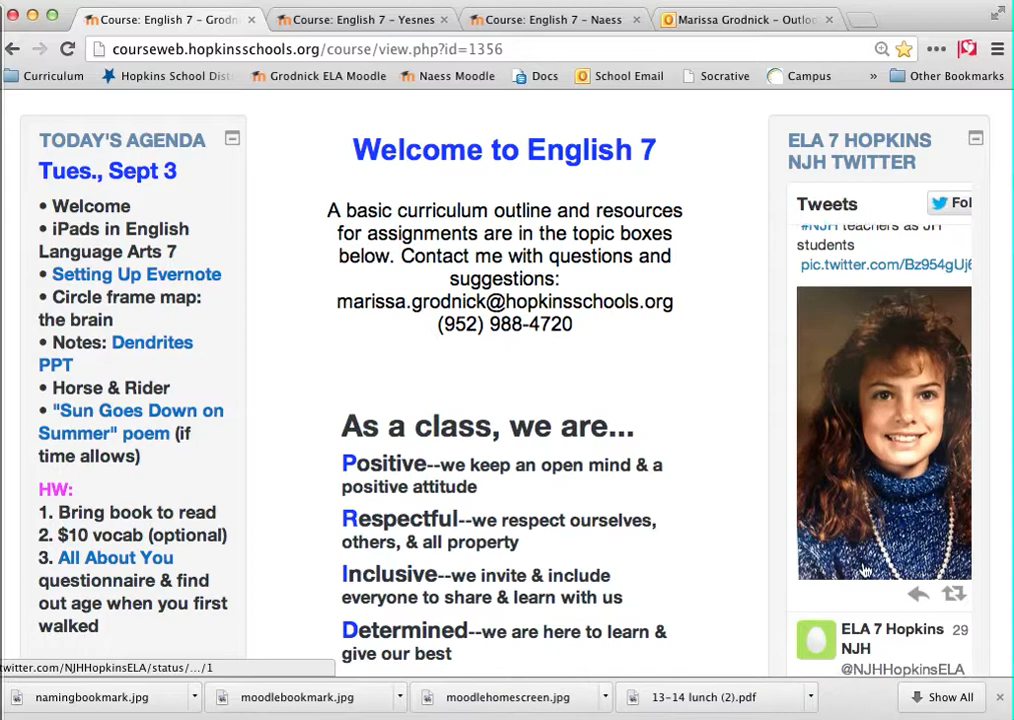 Course: English 7 - Grodn
Course: English 7 - Yesnes
Course: English 7 - Naess
Marissa Grodnick - Outloo
courseweb.hopkinsschools.org/course/view.php?id=1356
Curriculum
Hopkins School Dist
Grodnick ELA Moodle
Naess Moodle
Docs
School Email
Socrative
Campus
»
Other Bookmarks
TODAY'S AGENDA
Tues., Sept 3
• Welcome
• iPads in English
Language Arts 7
• Setting Up Evernote
• Circle frame map:
the brain
• Notes: Dendrites
PPT
• Horse & Rider
• "Sun Goes Down on
Summer" poem (if
time allows)
HW:
1. Bring book to read
2. $10 vocab (optional)
3. All About You
questionnaire & find
out age when you first
walked
Welcome to English 7
A basic curriculum outline and resources
for assignments are in the topic boxes
below. Contact me with questions and
suggestions:
marissa.grodnick@hopkinsschools.org
(952) 988-4720
As a class, we are...
Positive--we keep an open mind & a
positive attitude
Respectful--we respect ourselves,
others, & all property
Inclusive--we invite & include
everyone to share & learn with us
Determined--we are here to learn &
give our best
ELA 7 HOPKINS
NJH TWITTER
Tweets
Fol
#NJH teachers as JH
students
pic.twitter.com/Bz954gUj6
ELA 7 Hopkins 29
NJH
@NJHHopkinsELA
twitter.com/NJHHopkinsELA/status/.../1
namingbookmark.jpg
moodlebookmark.jpg
moodlehomescreen.jpg
13-14 lunch (2).pdf
Show All